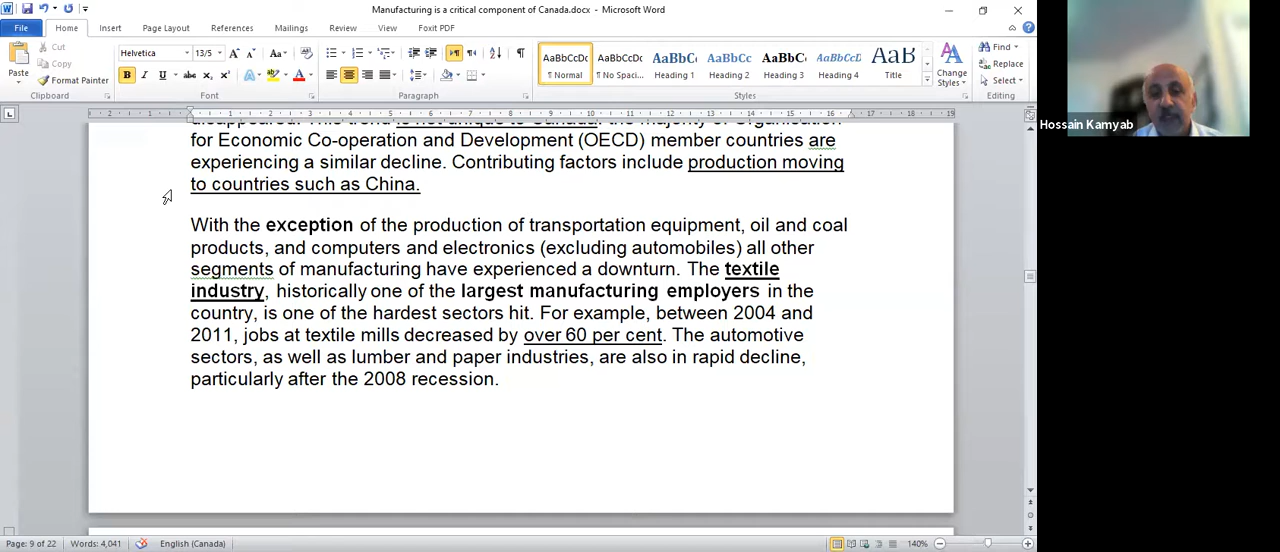 Manufacturing is a critical component of Canada.docx - Microsoft Word
File Home Insert Page Layout References Mailings Review View Foxit PDF
Paste Cut Copy Format Painter Clipboard
Helvetica 13/5 Font
Paragraph
AaBbCcDc AaBbCcDc AaBbC AaBbCc AaBbC AaBbCcD AaB
¶ Normal ¶ No Spaci... Heading 1 Heading 2 Heading 3 Heading 4 Title
Change Styles Styles
Find Replace Select Editing
Hossain Kamyab
for Economic Co-operation and Development (OECD) member countries are
experiencing a similar decline. Contributing factors include production moving
to countries such as China.
With the exception of the production of transportation equipment, oil and coal
products, and computers and electronics (excluding automobiles) all other
segments of manufacturing have experienced a downturn. The textile
industry, historically one of the largest manufacturing employers in the
country, is one of the hardest sectors hit. For example, between 2004 and
2011, jobs at textile mills decreased by over 60 per cent. The automotive
sectors, as well as lumber and paper industries, are also in rapid decline,
particularly after the 2008 recession.
Page: 9 of 22 Words: 4,041 English (Canada) 140%